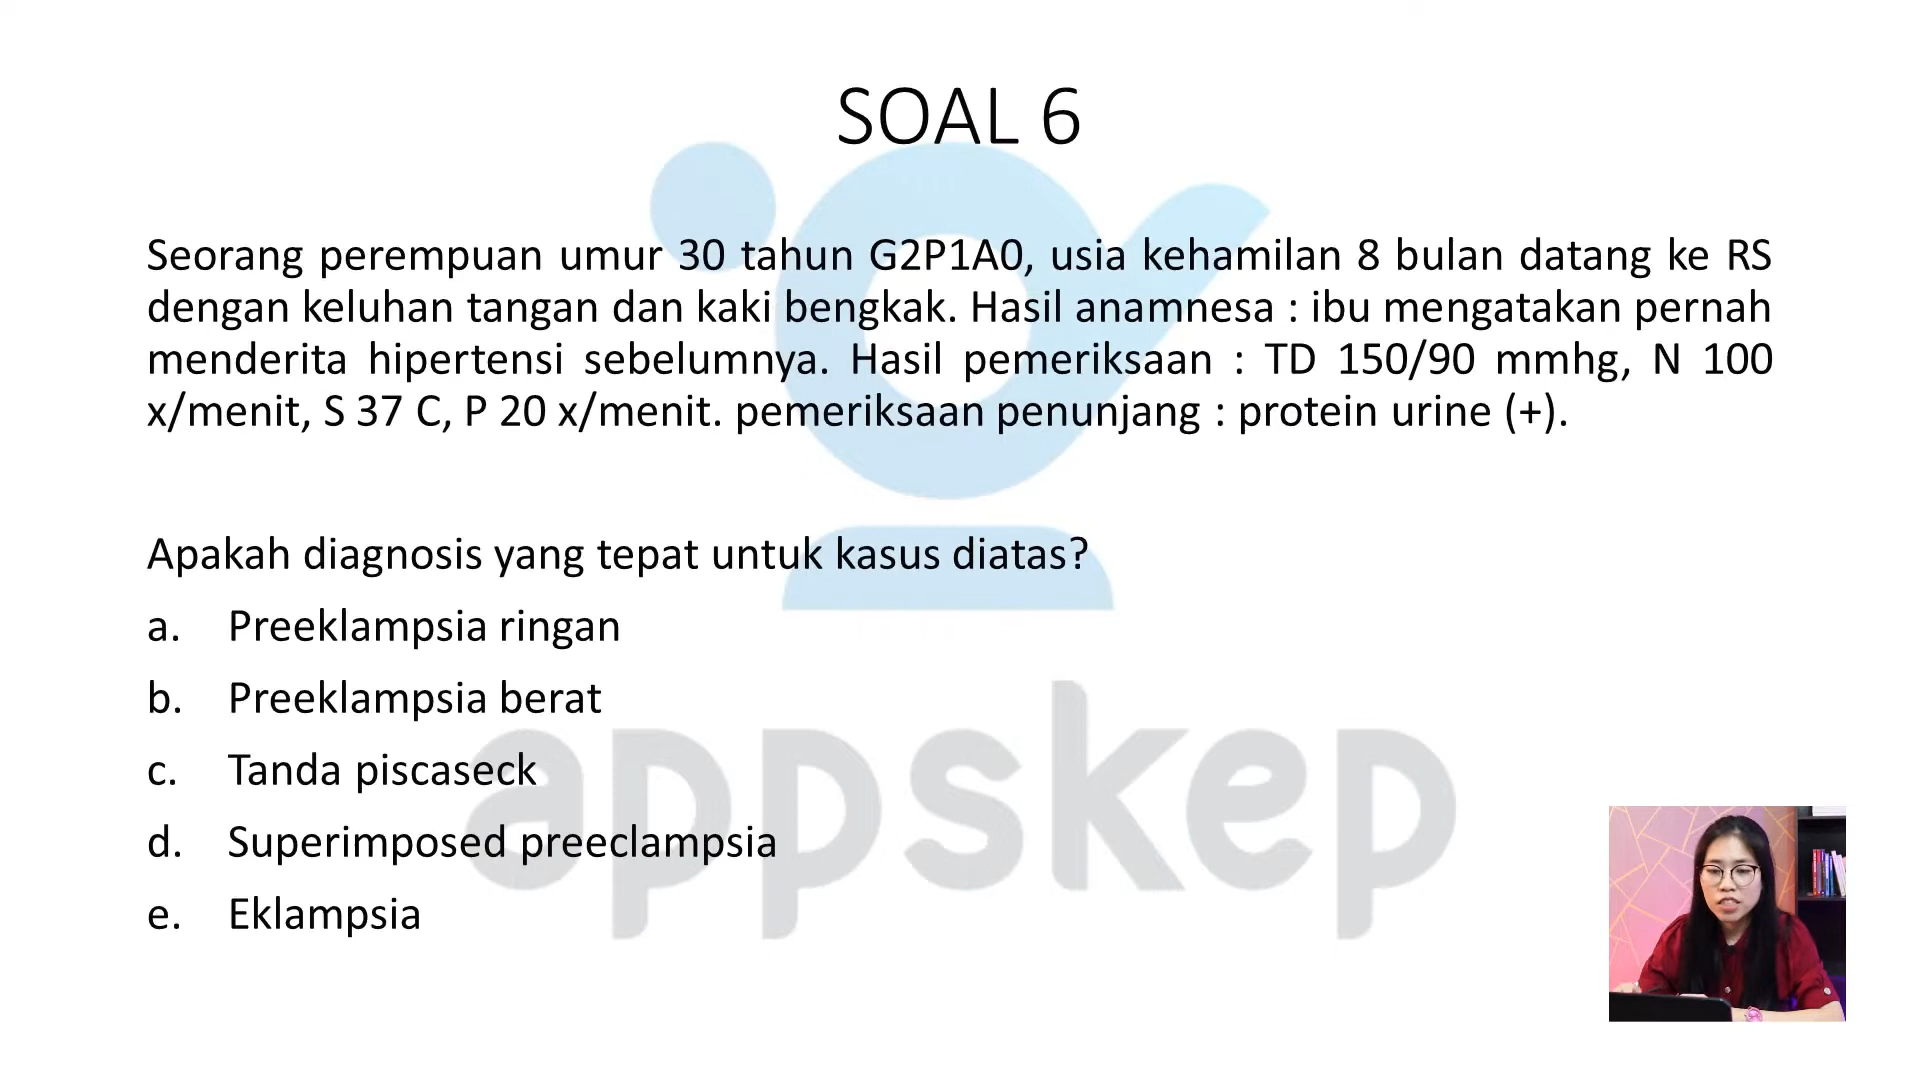 SOAL 6
Seorang perempuan umur 30 tahun G2P1A0, usia kehamilan 8 bulan datang ke RS
dengan keluhan tangan dan kaki bengkak. Hasil anamnesa : ibu mengatakan pernah
menderita hipertensi sebelumnya. Hasil pemeriksaan : TD 150/90 mmhg, N 100
x/menit, S 37 C, P 20 x/menit. pemeriksaan penunjang : protein urine (+).
Apakah diagnosis yang tepat untuk kasus diatas?
a. Preeklampsia ringan
b. Preeklampsia berat
c. Tanda piscaseck
d. Superimposed preeclampsia
e. Eklampsia
appskep